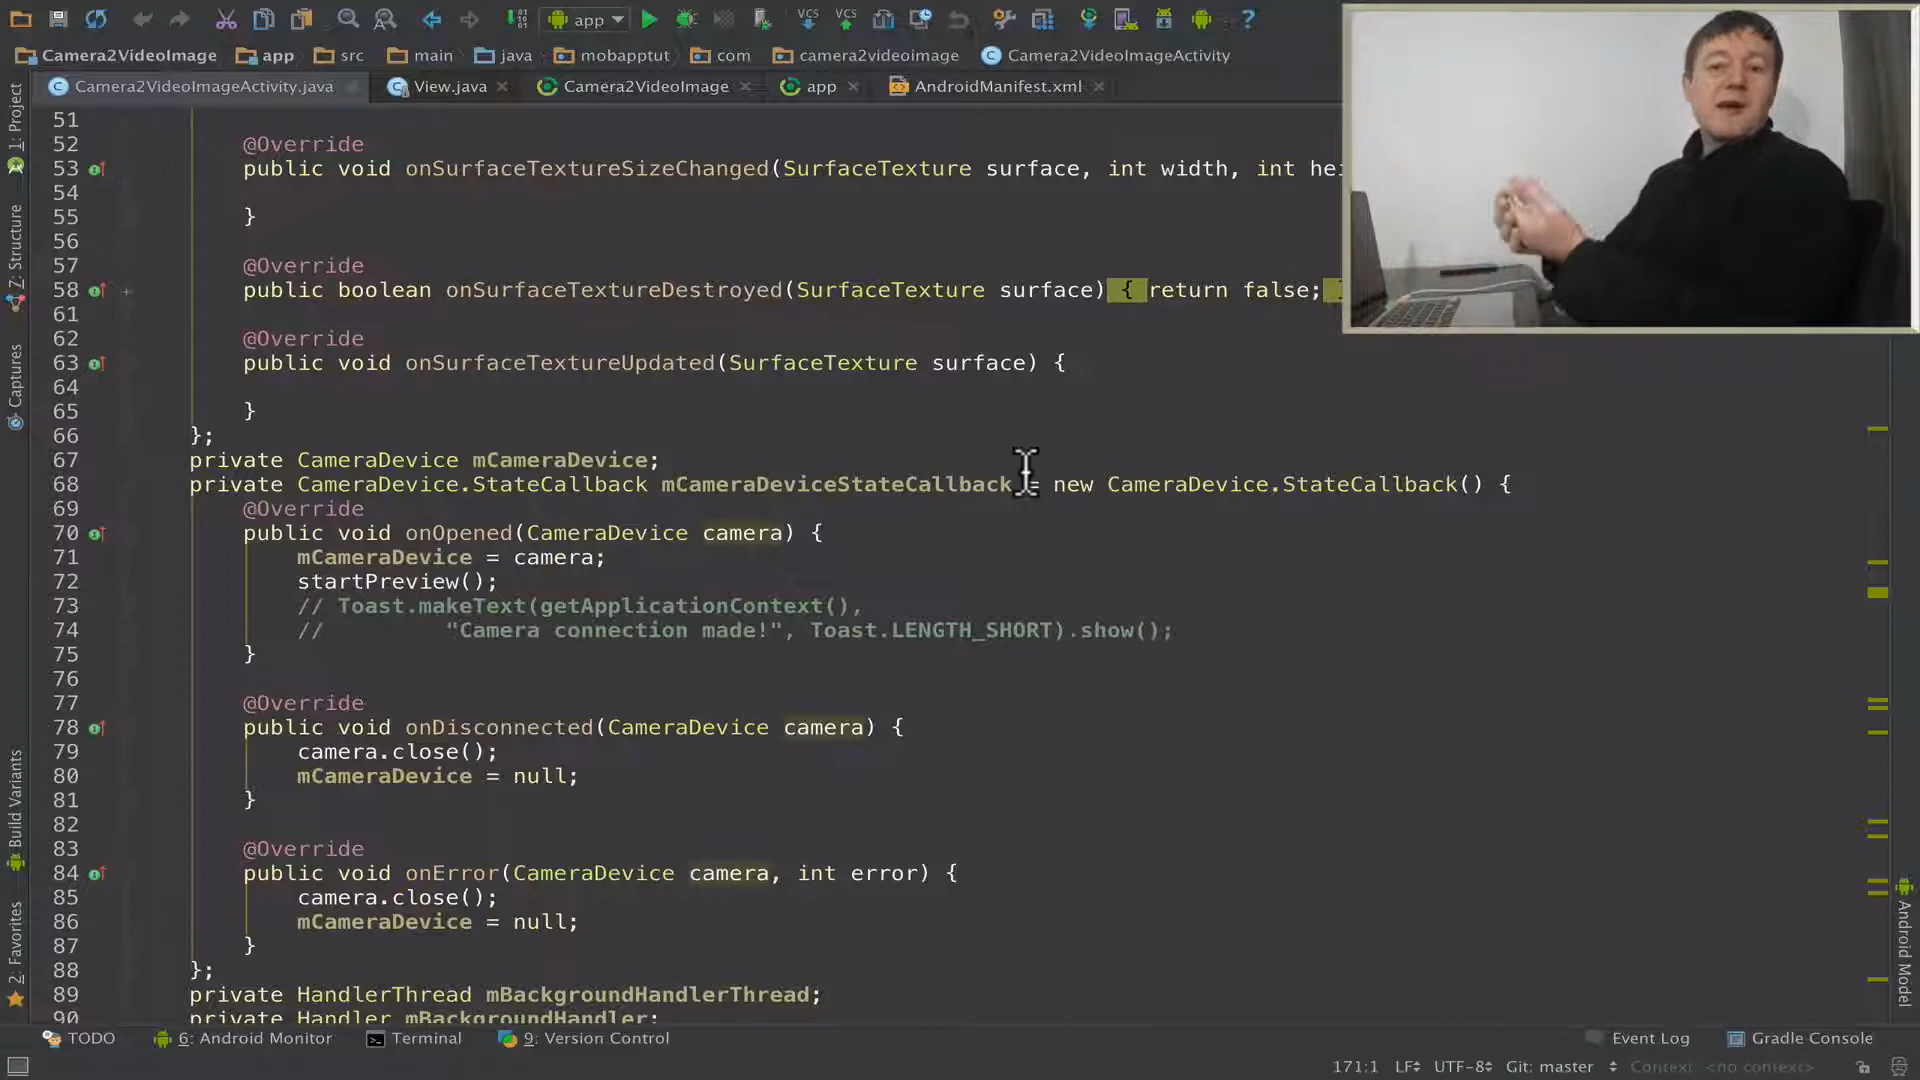 app
Camera2VideoImage app src main java mobapptut com camera2videoimage Camera2VideoImageActivity
Camera2VideoImageActivity.java View.java Camera2VideoImage app AndroidManifest.xml
1: Project
7: Structure
Captures
Build Variants
2: Favorites
51
52 @Override
53 public void onSurfaceTextureSizeChanged(SurfaceTexture surface, int width, int hei
54
55 }
56
57 @Override
58 public boolean onSurfaceTextureDestroyed(SurfaceTexture surface) { return false; }
61
62 @Override
63 public void onSurfaceTextureUpdated(SurfaceTexture surface) {
64
65 }
66 };
67 private CameraDevice mCameraDevice;
68 private CameraDevice.StateCallback mCameraDeviceStateCallback = new CameraDevice.StateCallback() {
69 @Override
70 public void onOpened(CameraDevice camera) {
71 mCameraDevice = camera;
72 startPreview();
73 // Toast.makeText(getApplicationContext(),
74 // "Camera connection made!", Toast.LENGTH_SHORT).show();
75 }
76
77 @Override
78 public void onDisconnected(CameraDevice camera) {
79 camera.close();
80 mCameraDevice = null;
81 }
82
83 @Override
84 public void onError(CameraDevice camera, int error) {
85 camera.close();
86 mCameraDevice = null;
87 }
88 };
89 private HandlerThread mBackgroundHandlerThread;
90 private Handler mBackgroundHandler;
Android Model
TODO 6: Android Monitor Terminal 9: Version Control Event Log Gradle Console
171:1 LF UTF-8 Git: master Context: <no context>